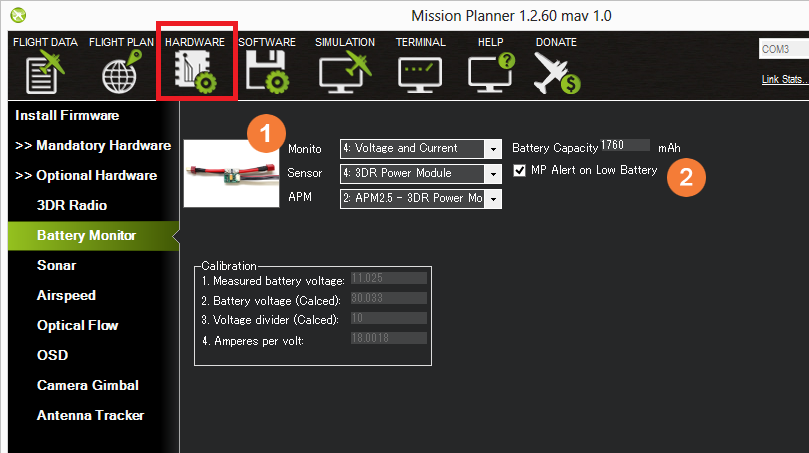 Mission Planner 1.2.60 mav 1.0
FLIGHT DATA FLIGHT PLAN HARDWARE SOFTWARE SIMULATION TERMINAL HELP DONATE
COM3
Link Stats..
Install Firmware
>> Mandatory Hardware
>> Optional Hardware
3DR Radio
Battery Monitor
Sonar
Airspeed
Optical Flow
OSD
Camera Gimbal
Antenna Tracker
1
Monito 4: Voltage and Current Battery Capacity 1760 mAh
Sensor 4: 3DR Power Module MP Alert on Low Battery
2
APM 2: APM2.5 - 3DR Power Mo
Calibration
1. Measured battery voltage: 11.025
2. Battery voltage (Calced): 30.033
3. Voltage divider (Calced): 10
4. Amperes per volt: 18.0018